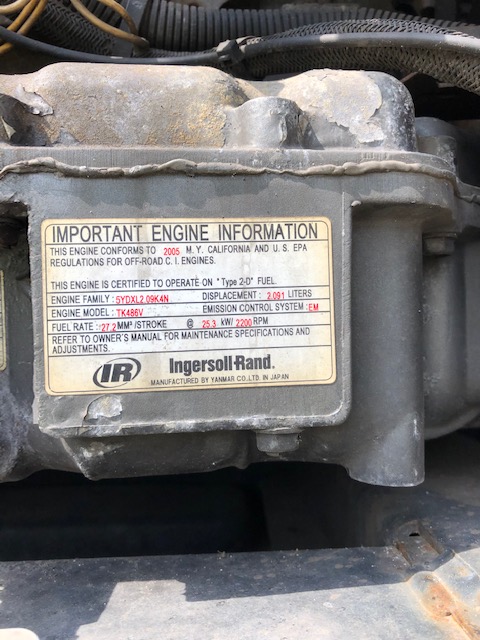 IMPORTANT ENGINE INFORMATION
THIS ENGINE CONFORMS TO 2005 M.Y. CALIFORNIA AND U.S. EPA
REGULATIONS FOR OFF-ROAD C.I. ENGINES.
THIS ENGINE IS CERTIFIED TO OPERATE ON "Type 2-D" FUEL.
ENGINE FAMILY : 5YDXL2.09K4N DISPLACEMENT : 2.091 LITERS
ENGINE MODEL : TK486V EMISSION CONTROL SYSTEM : EM
FUEL RATE : 27.2 MM³/STROKE @ 25.3 kW/ 2200 RPM
REFER TO OWNER'S MANUAL FOR MAINTENANCE SPECIFICATIONS AND
ADJUSTMENTS.
IR Ingersoll-Rand.
MANUFACTURED BY YANMAR CO.,LTD. IN JAPAN